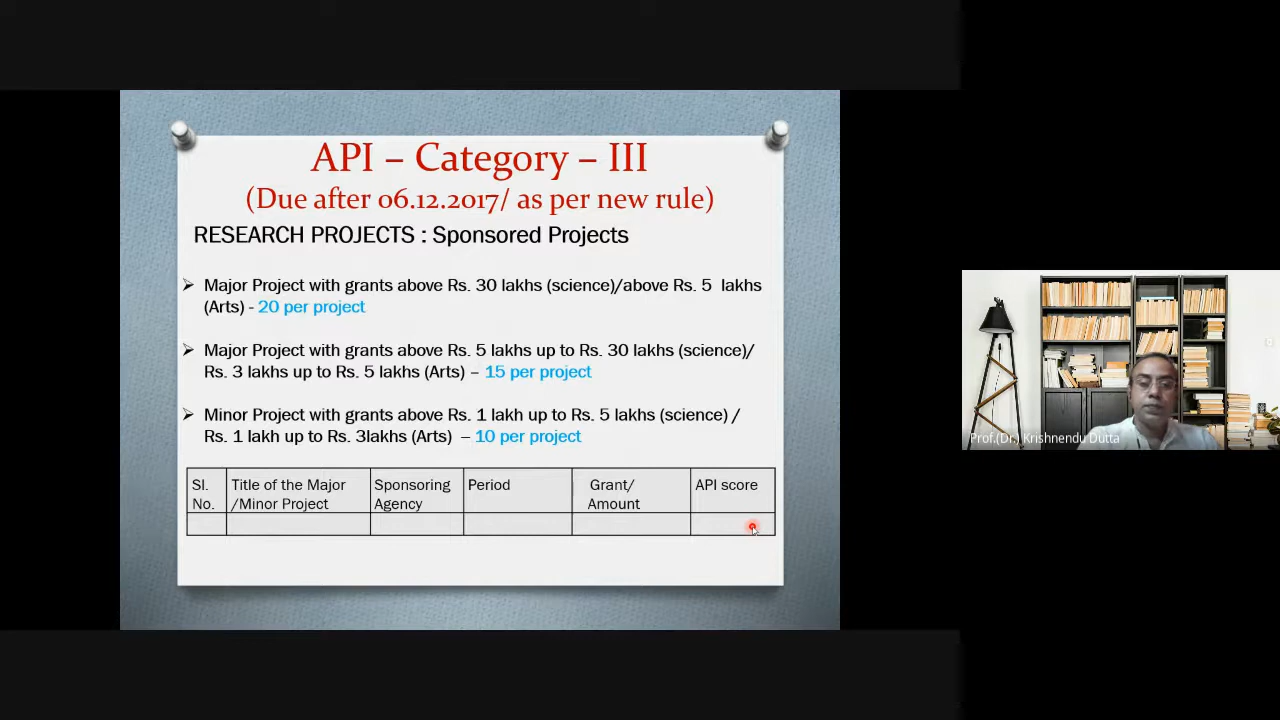 API – Category – III
(Due after 06.12.2017/ as per new rule)
RESEARCH PROJECTS : Sponsored Projects
➢ Major Project with grants above Rs. 30 lakhs (science)/above Rs. 5 lakhs
(Arts) - 20 per project
➢ Major Project with grants above Rs. 5 lakhs up to Rs. 30 lakhs (science)/
Rs. 3 lakhs up to Rs. 5 lakhs (Arts) – 15 per project
➢ Minor Project with grants above Rs. 1 lakh up to Rs. 5 lakhs (science) /
Rs. 1 lakh up to Rs. 3lakhs (Arts) – 10 per project
Sl. Title of the Major Sponsoring Period Grant/ API score
No. /Minor Project Agency Amount
Prof.(Dr.) Krishnendu Dutta